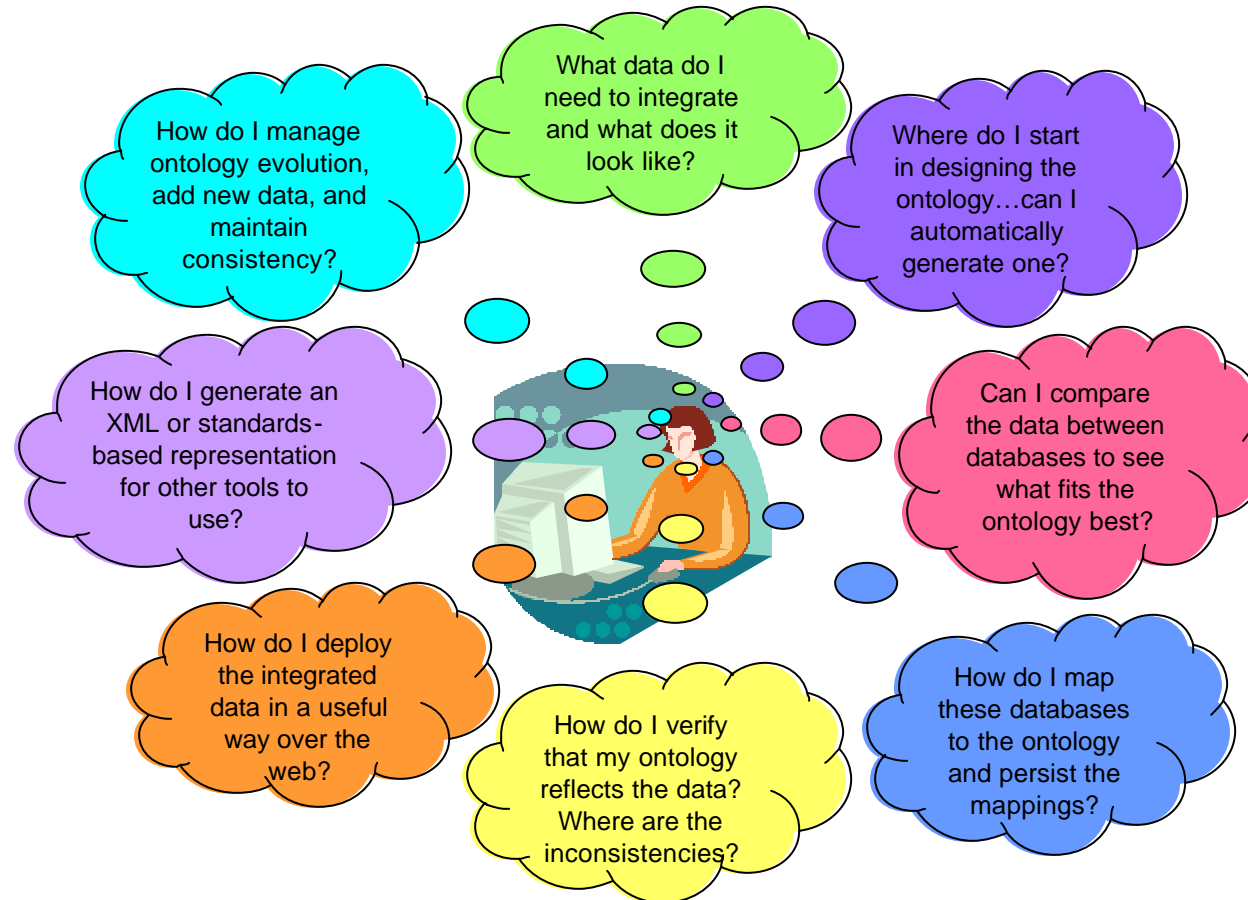 What data do I
need to integrate
and what does it
look like?
How do I manage
ontology evolution,
add new data, and
maintain
consistency?
Where do I start
in designing the
ontology…can I
automatically
generate one?
How do I generate an
XML or standards-
based representation
for other tools to
use?
Can I compare
the data between
databases to see
what fits the
ontology best?
How do I deploy
the integrated
data in a useful
way over the
web?
How do I verify
that my ontology
reflects the data?
Where are the
inconsistencies?
How do I map
these databases
to the ontology
and persist the
mappings?